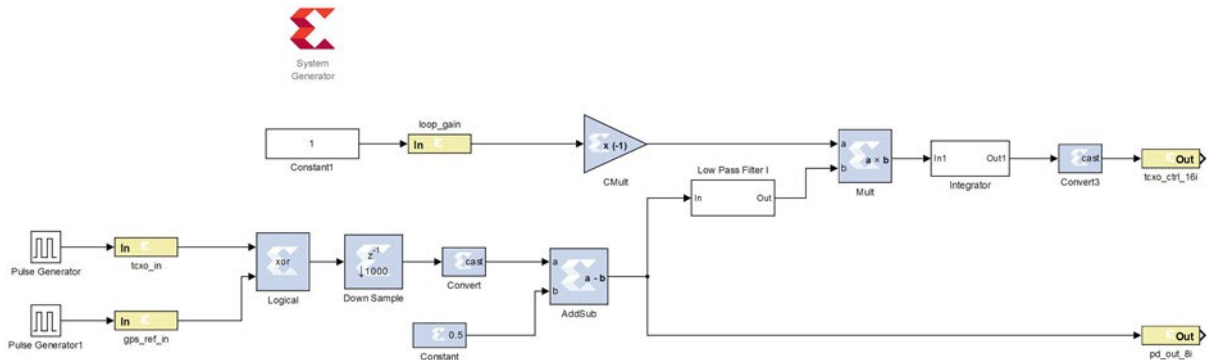 System
Generator
1
Constant1
loop_gain
In
x (-1)
CMult
a
b
a × b
Mult
In1
Out1
Integrator
cast
Convert3
Out
tcxo_ctrl_16i
Low Pass Filter I
In
Out
Pulse Generator
In
tcxo_in
Pulse Generator1
In
gps_ref_in
xor
Logical
z⁻¹
↓1000
Down Sample
cast
Convert
0.5
Constant
a
b
a - b
AddSub
Out
pd_out_8i